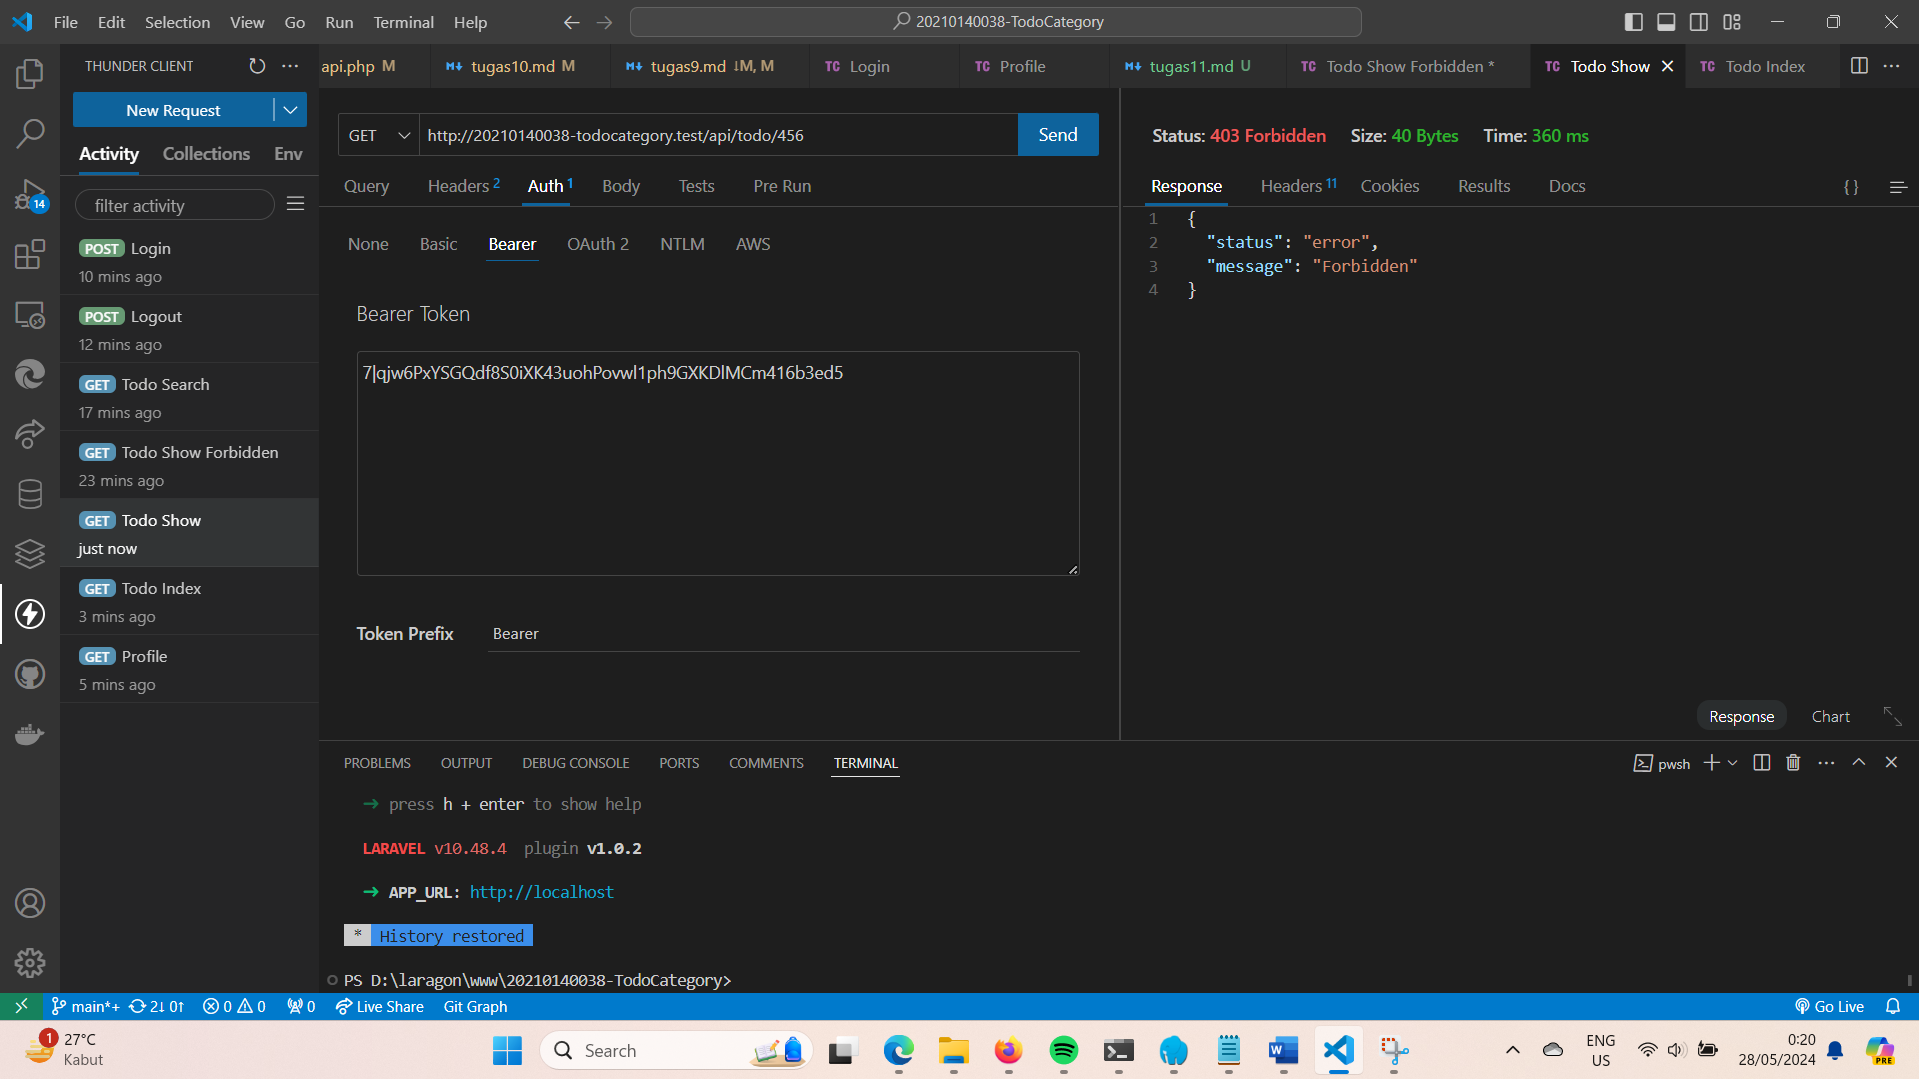 File Edit Selection View Go Run Terminal Help
20210140038-TodoCategory
THUNDER CLIENT
api.php M
tugas10.md M
tugas9.md ↓M, M
TC Login
TC Profile
tugas11.md U
TC Todo Show Forbidden *
TC Todo Show
TC Todo Index
New Request
Activity Collections Env
filter activity
POST Login
10 mins ago
POST Logout
12 mins ago
GET Todo Search
17 mins ago
GET Todo Show Forbidden
23 mins ago
GET Todo Show
just now
GET Todo Index
3 mins ago
GET Profile
5 mins ago
14
GET http://20210140038-todocategory.test/api/todo/456 Send
Query Headers 2 Auth 1 Body Tests Pre Run
None Basic Bearer OAuth 2 NTLM AWS
Bearer Token
7|qjw6PxYSGQdf8S0iXK43uohPovwl1ph9GXKDlMCm416b3ed5
Token Prefix Bearer
Status: 403 Forbidden Size: 40 Bytes Time: 360 ms
Response Headers 11 Cookies Results Docs { }
1 {
2 "status": "error",
3 "message": "Forbidden"
4 }
Response Chart
PROBLEMS OUTPUT DEBUG CONSOLE PORTS COMMENTS TERMINAL
pwsh
➜ press h + enter to show help
LARAVEL v10.48.4 plugin v1.0.2
➜ APP_URL: http://localhost
* History restored
PS D:\laragon\www\20210140038-TodoCategory>
main*+ 2↓ 0↑ 0 0 0 Live Share Git Graph Go Live
1 27°C
Kabut
Search
ENG
US
0:20
28/05/2024
PRE